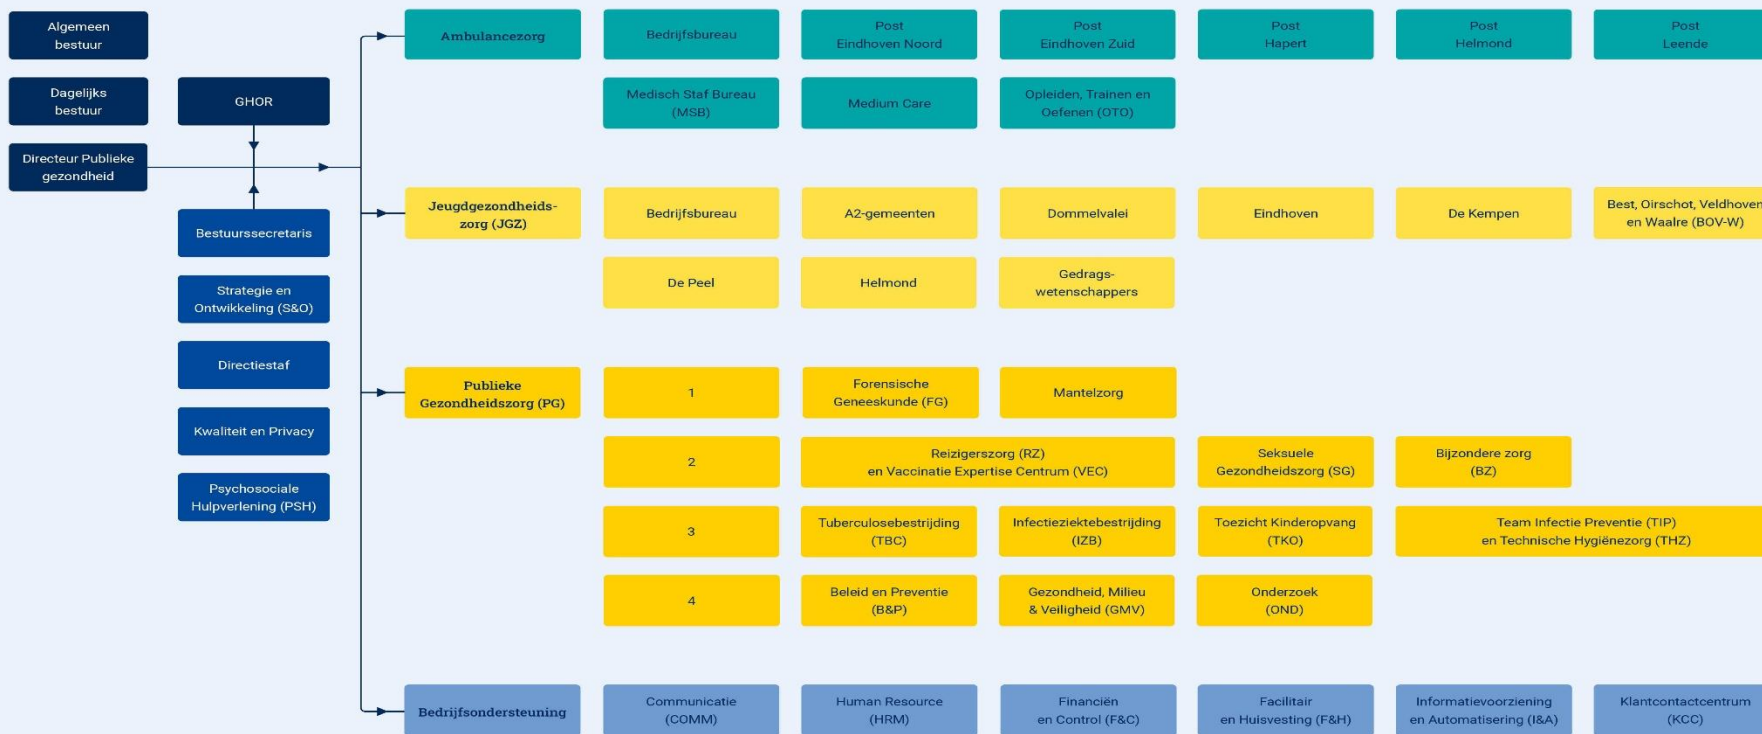 Algemeen
bestuur
Dagelijks
bestuur
Directeur Publieke
gezondheid
GHOR
Bestuurssecretaris
Strategie en
Ontwikkeling (S&O)
Directiestaf
Kwaliteit en Privacy
Psychosociale
Hulpverlening (PSH)
Ambulancezorg
Bedrijfsbureau
Post
Eindhoven Noord
Post
Eindhoven Zuid
Post
Hapert
Post
Helmond
Post
Leende
Medisch Staf Bureau
(MSB)
Medium Care
Opleiden, Trainen en
Oefenen (OTO)
Jeugdgezondheids-
zorg (JGZ)
Bedrijfsbureau
A2-gemeenten
Dommelvalei
Eindhoven
De Kempen
Best, Oirschot, Veldhoven
en Waalre (BOV-W)
De Peel
Helmond
Gedrags-
wetenschappers
Publieke
Gezondheidszorg (PG)
1
Forensische
Geneeskunde (FG)
Mantelzorg
2
Reizigerszorg (RZ)
en Vaccinatie Expertise Centrum (VEC)
Seksuele
Gezondheidszorg (SG)
Bijzondere zorg
(BZ)
3
Tuberculosebestrijding
(TBC)
Infectieziektebestrijding
(IZB)
Toezicht Kinderopvang
(TKO)
Team Infectie Preventie (TIP)
en Technische Hygiënezorg (THZ)
4
Beleid en Preventie
(B&P)
Gezondheid, Milieu
& Veiligheid (GMV)
Onderzoek
(OND)
Bedrijfsondersteuning
Communicatie
(COMM)
Human Resource
(HRM)
Financiën
en Control (F&C)
Facilitair
en Huisvesting (F&H)
Informatievoorziening
en Automatisering (I&A)
Klantcontactcentrum
(KCC)